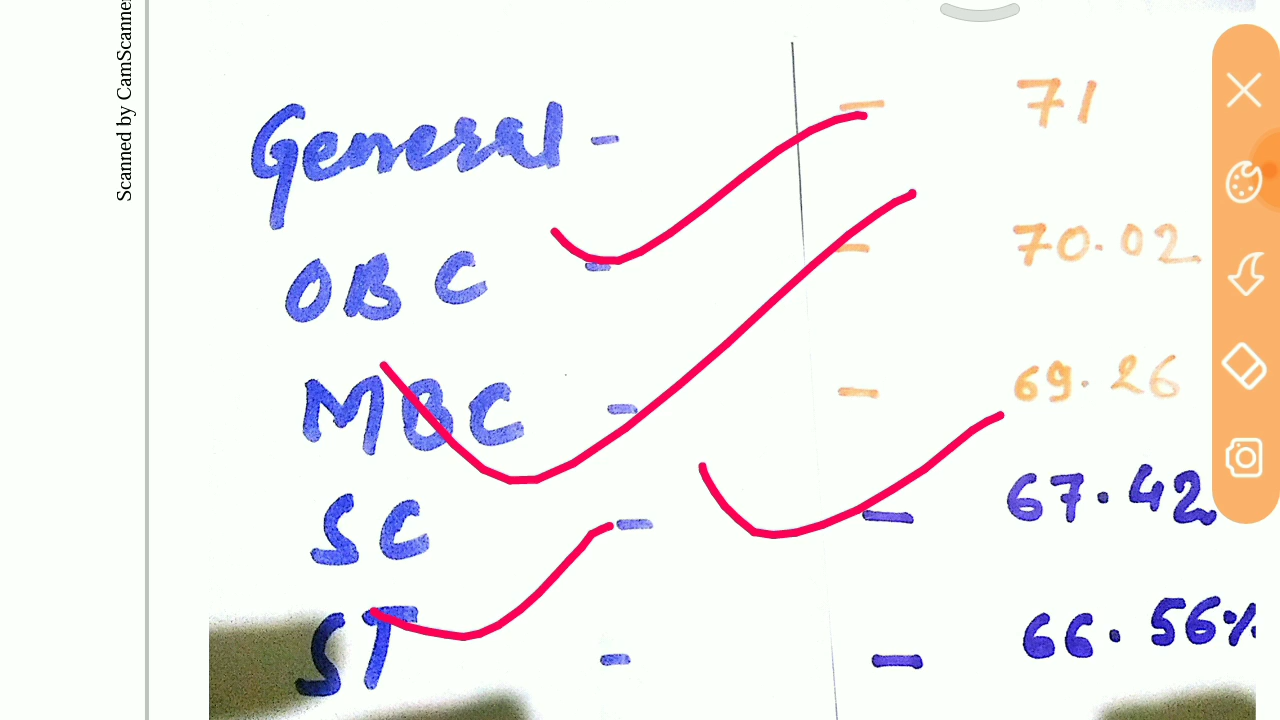 Scanned by CamScanner
General - - 71
OBC - - 70.02
MBC - - 69.26
SC - - 67.42
ST - - 66.56%